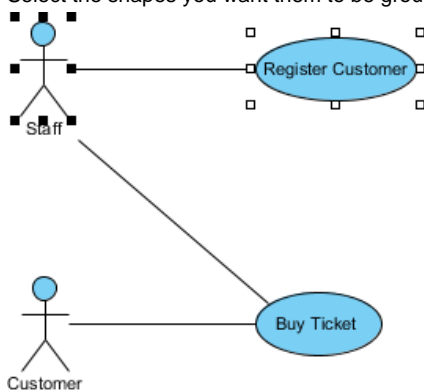 Select the shapes you want them to be grou
Register Customer
Staff
Buy Ticket
Customer